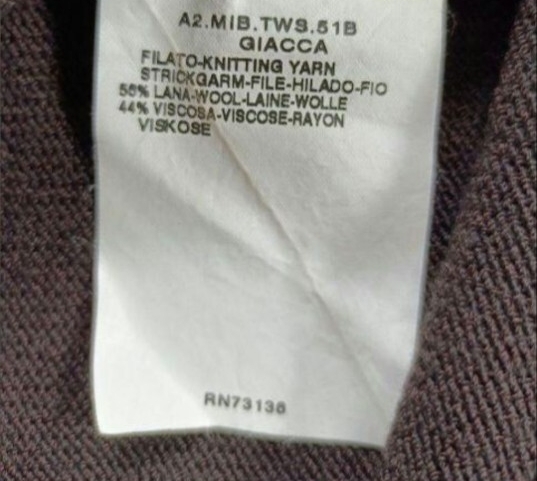 A2.MIB.TWS.51B
GIACCA
FILATO-KNITTING YARN
STRICKGARM-FILE-HILADO-FIO
56% LANA-WOOL-LAINE-WOLLE
44% VISCOSA-VISCOSE-RAYON
VISKOSE
RN73136